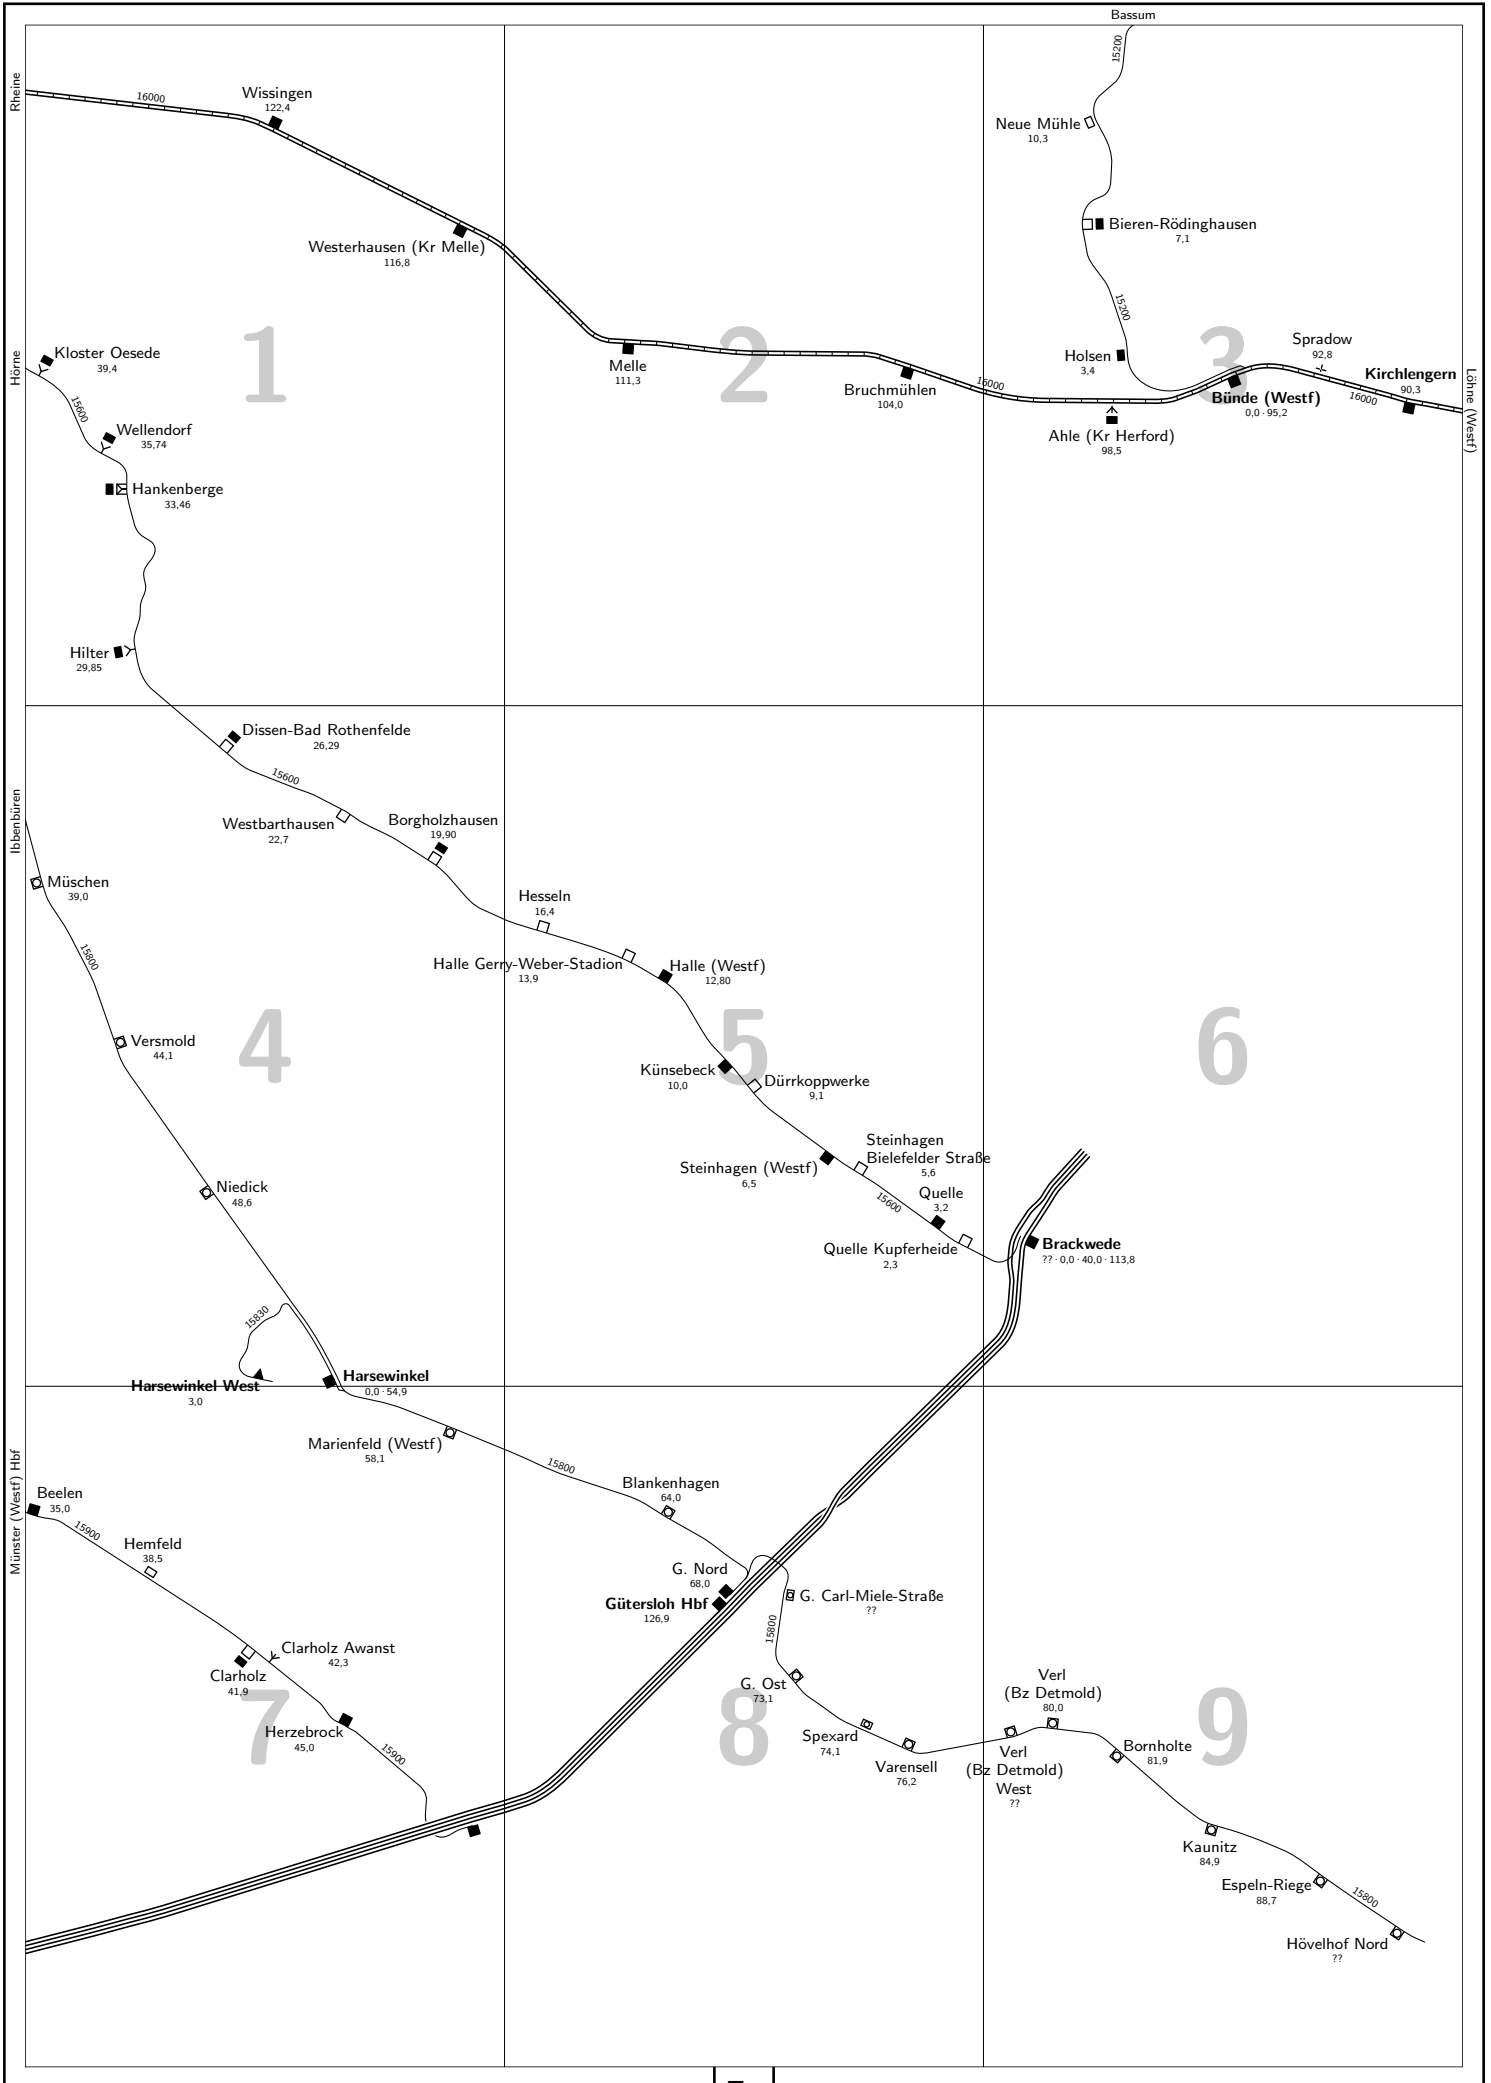 Bassum
Rheine
16000
Wissingen
122,4
15200
Neue Mühle
10,3
Bieren-Rödinghausen
7,1
Westerhausen (Kr Melle)
116,8
15200
1
2
3
Hörne
Kloster Oesede
39,4
Melle
111,3
Bruchmühlen
104,0
16000
Holsen
3,4
Spradow
92,8
Kirchlengern
90,3
16000
Bünde (Westf)
0,0 · 95,2
Löhne (Westf)
Ahle (Kr Herford)
98,5
15600
Wellendorf
35,74
Hankenberge
33,46
Hilter
29,85
Dissen-Bad Rothenfelde
26,29
15600
Ibbenbüren
Westbarthausen
22,7
Borgholzhausen
19,90
Müschen
39,0
15800
Hesseln
16,4
Halle Gerry-Weber-Stadion
13,9
Halle (Westf)
12,80
4
5
6
Versmold
44,1
Künsebeck
10,0
Dürrkoppwerke
9,1
Steinhagen
Bielefelder Straße
5,6
Steinhagen (Westf)
6,5
15600
Quelle
3,2
Niedick
48,6
Quelle Kupferheide
2,3
Brackwede
?? · 0,0 · 40,0 · 113,8
15830
Harsewinkel West
3,0
Harsewinkel
0,0 · 54,9
Marienfeld (Westf)
58,1
15800
Münster (Westf) Hbf
Beelen
35,0
15900
Hemfeld
38,5
Blankenhagen
64,0
G. Nord
68,0
Gütersloh Hbf
126,9
G. Carl-Miele-Straße
??
15800
Clarholz Awanst
42,3
Clarholz
41,9
G. Ost
73,1
7
8
9
Herzebrock
45,0
15900
Spexard
74,1
Varensell
76,2
Verl
(Bz Detmold)
80,0
Verl
(Bz Detmold)
West
??
Bornholte
81,9
Kaunitz
84,9
Espeln-Riege
88,7
15800
Hövelhof Nord
??